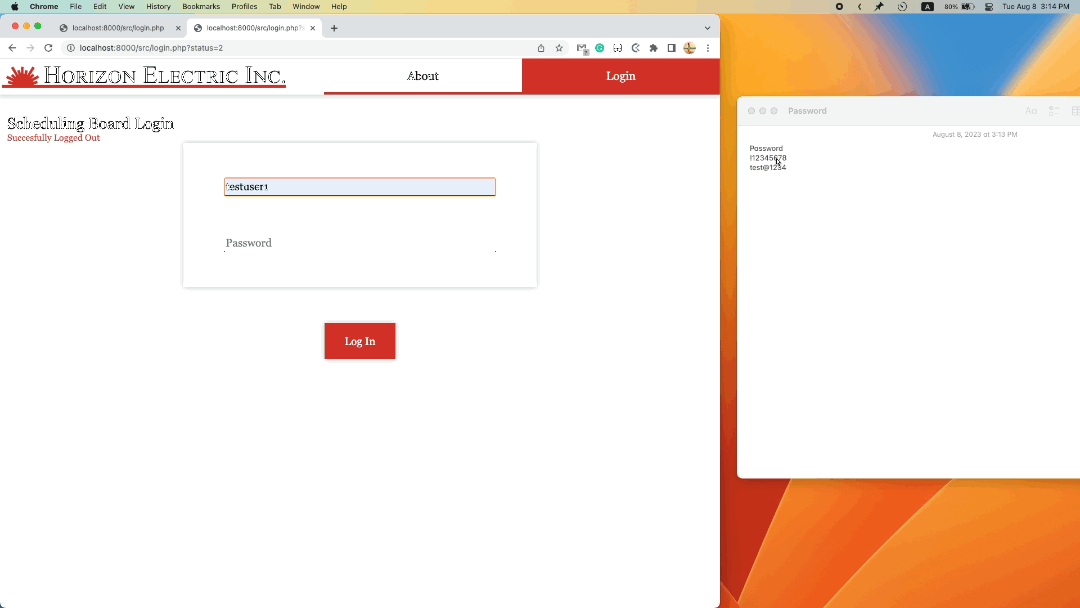 Chrome File Edit View History Bookmarks Profiles Tab Window Help
A 80% Tue Aug 8 3:14 PM
localhost:8000/src/login.php
localhost:8000/src/login.php?s
localhost:8000/src/login.php?status=2
HORIZON ELECTRIC INC.
About
Login
Scheduling Board Login
Succesfully Logged Out
testuser1
Password
Log In
Password
Aa
August 8, 2023 at 3:13 PM
Password
l12345678
test@1234